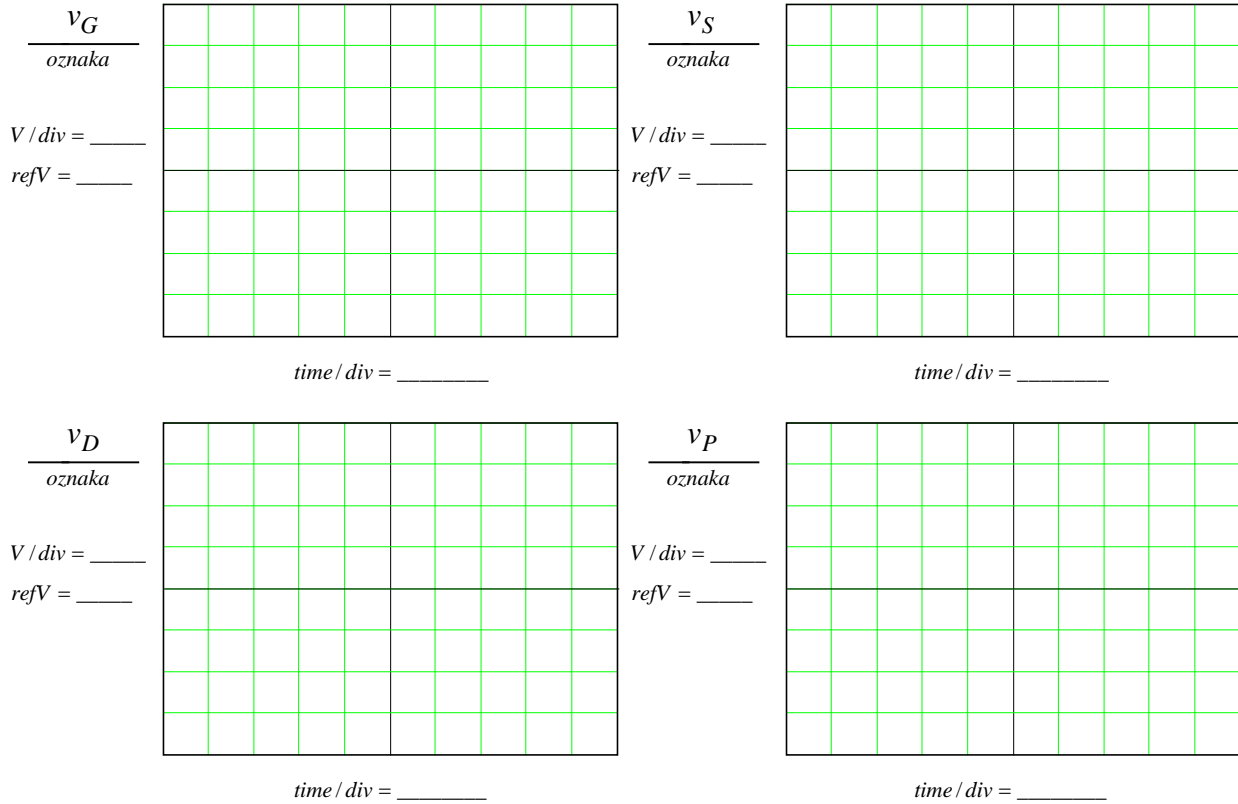 v_G
oznaka
V / div = _____
refV = _____
time / div = ________
v_S
oznaka
V / div = _____
refV = _____
time / div = ________
v_D
oznaka
V / div = _____
refV = _____
time / div = ________
v_P
oznaka
V / div = _____
refV = _____
time / div = ________